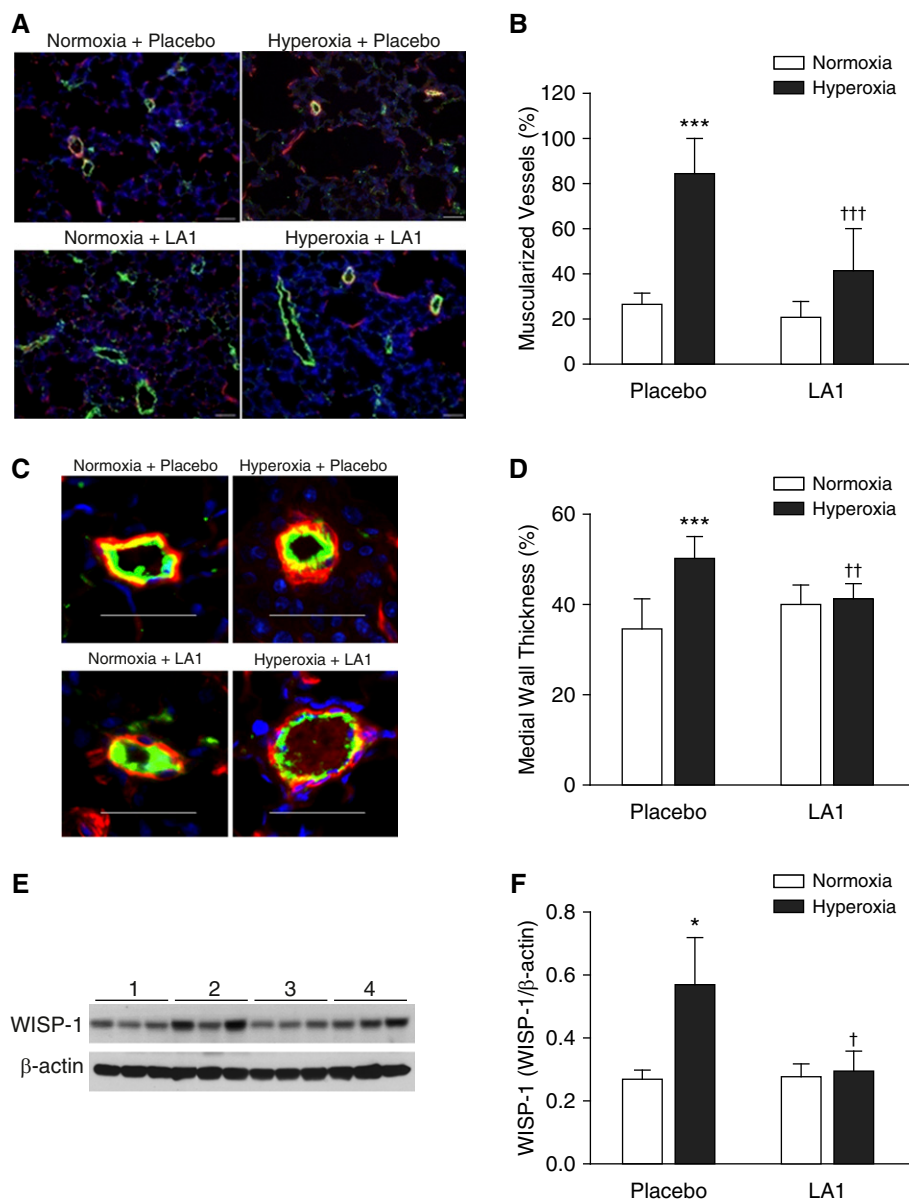 A
Normoxia + Placebo
Hyperoxia + Placebo
Normoxia + LA1
Hyperoxia + LA1
B
Normoxia
Hyperoxia
Muscularized Vessels (%)
120
100
80
60
40
20
0
***
†††
Placebo
LA1
C
Normoxia + Placebo
Hyperoxia + Placebo
Normoxia + LA1
Hyperoxia + LA1
D
Normoxia
Hyperoxia
Medial Wall Thickness (%)
60
40
20
0
***
††
Placebo
LA1
E
1 2 3 4
WISP-1
β-actin
F
Normoxia
Hyperoxia
WISP-1 (WISP-1/β-actin)
0.8
0.6
0.4
0.2
0.0
*
†
Placebo
LA1